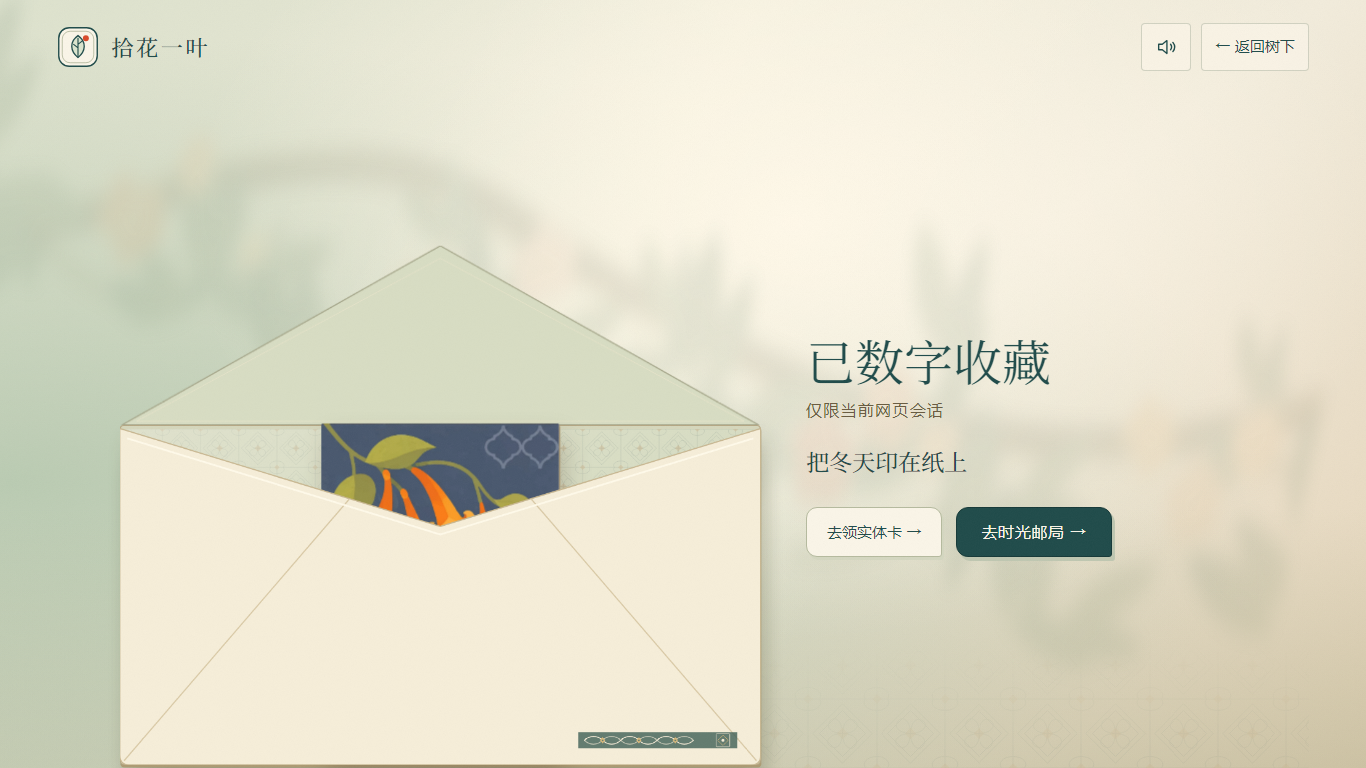 拾花一叶
← 返回树下
已数字收藏
仅限当前网页会话
把冬天印在纸上
去领实体卡 →
去时光邮局 →